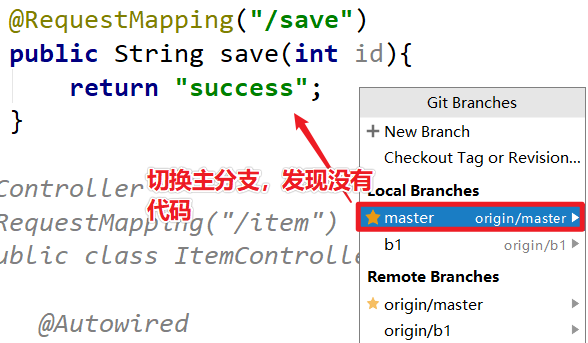 @RequestMapping("/save")
public String save(int id){
return "success";
}
Git Branches
New Branch
Checkout Tag or Revision...
切换主分支，发现没有
代码
Local Branches
master origin/master
b1 origin/b1
Remote Branches
origin/master
origin/b1
Controller
RequestMapping("/item")
ublic class ItemController
@Autowired